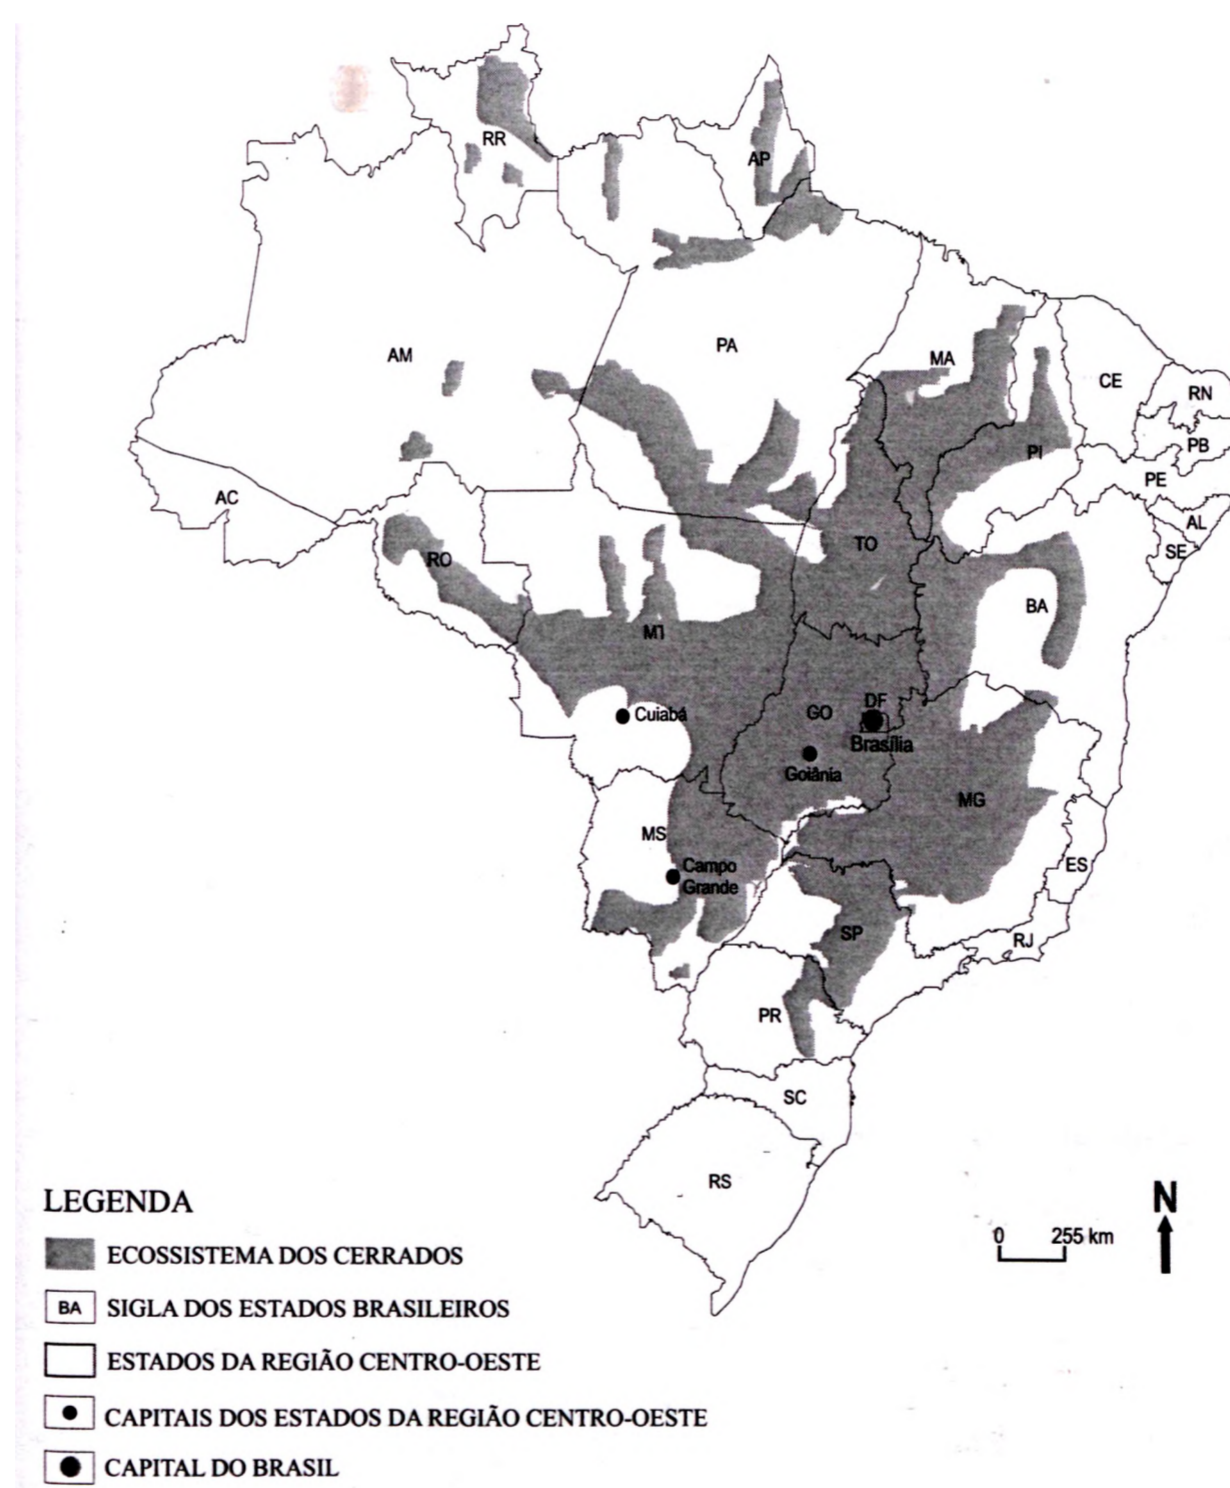 RR
AP
AM
PA
MA
CE
RN
PB
PI
PE
AC
AL
TO
SE
RO
BA
MT
Cuiabá
GO
DF
Brasília
Goiânia
MG
MS
Campo
Grande
ES
SP
RJ
PR
SC
RS
N
0 255 km
LEGENDA
ECOSSISTEMA DOS CERRADOS
BA SIGLA DOS ESTADOS BRASILEIROS
ESTADOS DA REGIÃO CENTRO-OESTE
CAPITAIS DOS ESTADOS DA REGIÃO CENTRO-OESTE
CAPITAL DO BRASIL